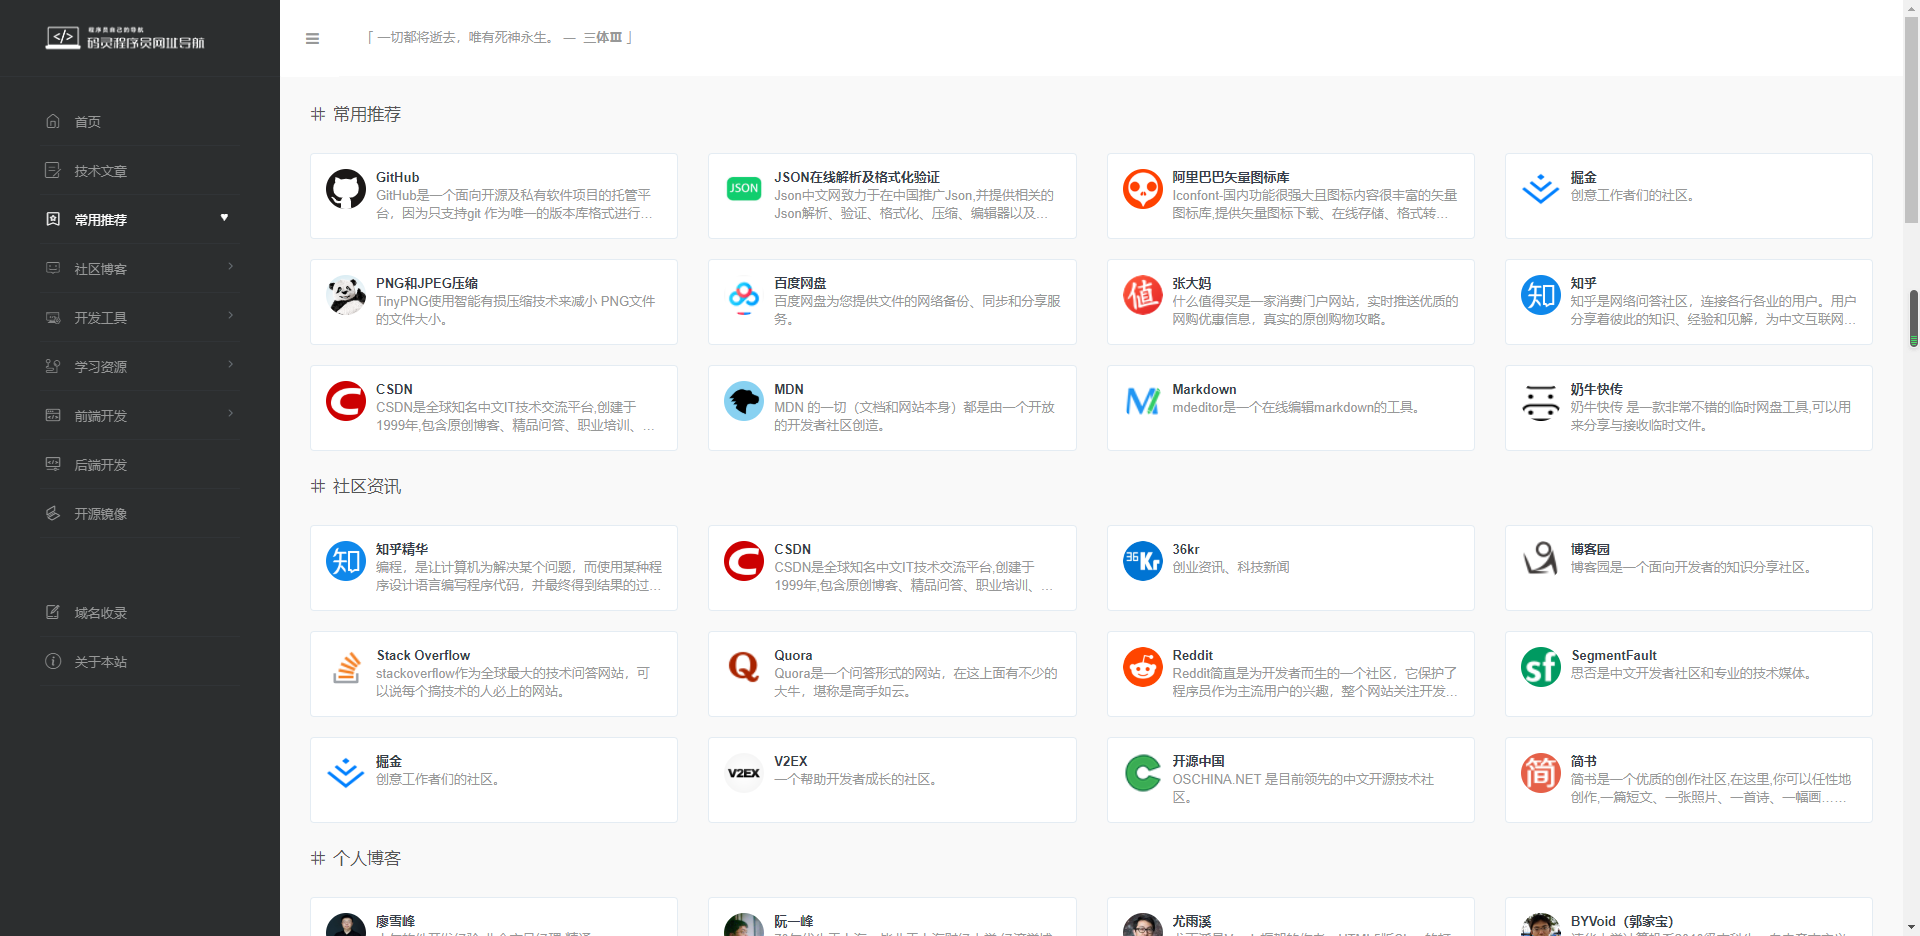 程序员自己的导航
码灵程序员网址导航
首页
技术文章
常用推荐
社区博客
开发工具
学习资源
前端开发
后端开发
开源镜像
域名收录
关于本站
「 一切都将逝去，唯有死神永生。 — 三体Ⅲ 」
常用推荐
GitHub
GitHub是一个面向开源及私有软件项目的托管平
台，因为只支持git 作为唯一的版本库格式进行…
JSON
JSON在线解析及格式化验证
Json中文网致力于在中国推广Json,并提供相关的
Json解析、验证、格式化、压缩、编辑器以及…
阿里巴巴矢量图标库
Iconfont-国内功能很强大且图标内容很丰富的矢量
图标库,提供矢量图标下载、在线存储、格式转…
掘金
创意工作者们的社区。
PNG和JPEG压缩
TinyPNG使用智能有损压缩技术来减小 PNG文件
的文件大小。
百度网盘
百度网盘为您提供文件的网络备份、同步和分享服
务。
值
张大妈
什么值得买是一家消费门户网站，实时推送优质的
网购优惠信息，真实的原创购物攻略。
知
知乎
知乎是网络问答社区，连接各行各业的用户。用户
分享着彼此的知识、经验和见解，为中文互联网…
CSDN
CSDN是全球知名中文IT技术交流平台,创建于
1999年,包含原创博客、精品问答、职业培训、…
MDN
MDN 的一切（文档和网站本身）都是由一个开放
的开发者社区创造。
Markdown
mdeditor是一个在线编辑markdown的工具。
奶牛快传
奶牛快传 是一款非常不错的临时网盘工具,可以用
来分享与接收临时文件。
社区资讯
知
知乎精华
编程，是让计算机为解决某个问题，而使用某种程
序设计语言编写程序代码，并最终得到结果的过…
CSDN
CSDN是全球知名中文IT技术交流平台,创建于
1999年,包含原创博客、精品问答、职业培训、…
36Kr
36kr
创业资讯、科技新闻
博客园
博客园是一个面向开发者的知识分享社区。
Stack Overflow
stackoverflow作为全球最大的技术问答网站，可
以说每个搞技术的人必上的网站。
Q
Quora
Quora是一个问答形式的网站，在这上面有不少的
大牛，堪称是高手如云。
Reddit
Reddit简直是为开发者而生的一个社区，它保护了
程序员作为主流用户的兴趣，整个网站关注开发…
sf
SegmentFault
思否是中文开发者社区和专业的技术媒体。
掘金
创意工作者们的社区。
V2EX
V2EX
一个帮助开发者成长的社区。
开源中国
OSCHINA.NET 是目前领先的中文开源技术社
区。
简
简书
简书是一个优质的创作社区,在这里,你可以任性地
创作,一篇短文、一张照片、一首诗、一幅画……
个人博客
廖雪峰
阮一峰
尤雨溪
BYVoid（郭家宝）